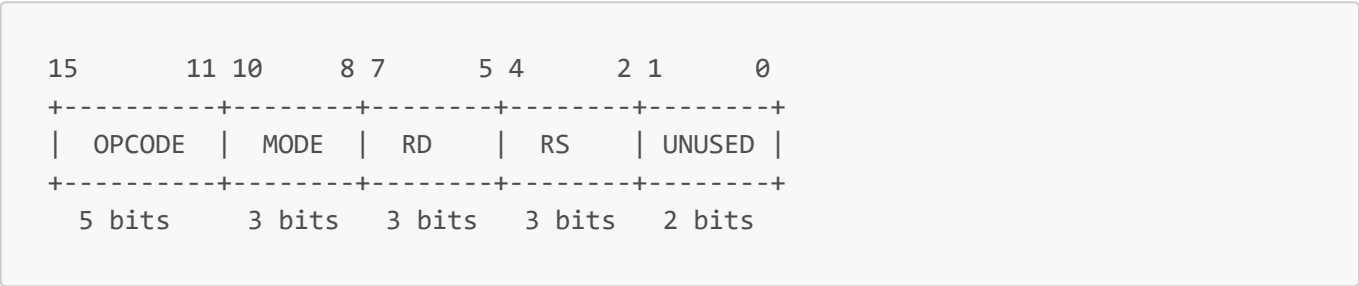 15        11 10     8 7      5 4      2 1      0
+----------+--------+--------+--------+--------+
|  OPCODE  |  MODE  |  RD    |  RS    | UNUSED |
+----------+--------+--------+--------+--------+
  5 bits     3 bits   3 bits   3 bits   2 bits